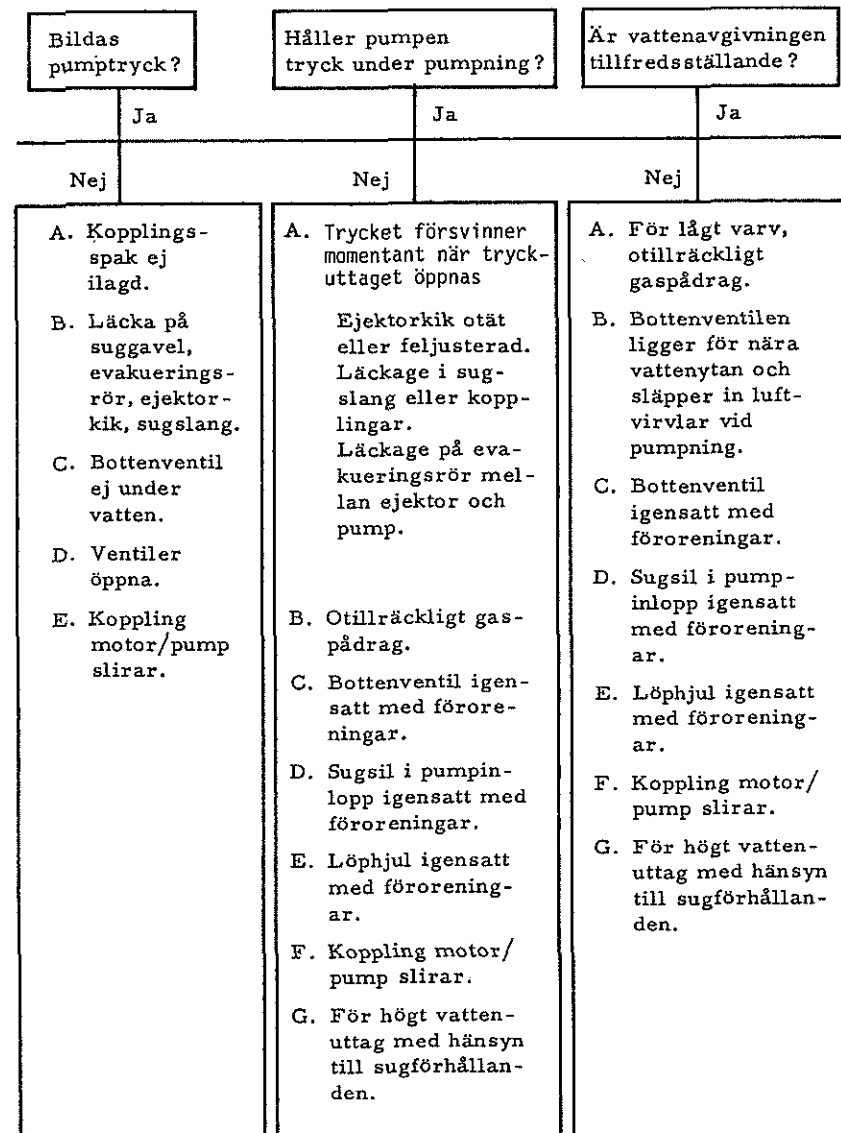 Bildas
pumptryck?
Ja
Nej
A. Kopplings-
spak ej
ilagd.
B. Läcka på
suggavel,
evakuerings-
rör, ejektor-
kik, sugslang.
C. Bottenventil
ej under
vatten.
D. Ventiler
öppna.
E. Koppling
motor/pump
slirar.
Håller pumpen
tryck under pumpning?
Ja
Nej
A. Trycket försvinner
momentant när tryck-
uttaget öppnas
Ejektorkik otät
eller feljusterad.
Läckage i sug-
slang eller kopp-
lingar.
Läckage på eva-
kueringsrör mel-
lan ejektor och
pump.
B. Otillräckligt gas-
pådrag.
C. Bottenventil igen-
satt med förore-
ningar.
D. Sugsil i pumpin-
lopp igensatt med
föroreningar.
E. Löphjul igensatt
med förorening-
ar.
F. Koppling motor/
pump slirar.
G. För högt vatten-
uttag med hänsyn
till sugförhållan-
den.
Är vattenavgivningen
tillfredsställande?
Ja
Nej
A. För lågt varv,
otillräckligt
gaspådrag.
B. Bottenventilen
ligger för nära
vattenytan och
släpper in luft-
virvlar vid
pumpning.
C. Bottenventil
igensatt med
föroreningar.
D. Sugsil i pump-
inlopp igensatt
med förorening-
ar.
E. Löphjul igensatt
med förorening-
ar.
F. Koppling motor/
pump slirar.
G. För högt vatten-
uttag med hänsyn
till sugförhållan-
den.